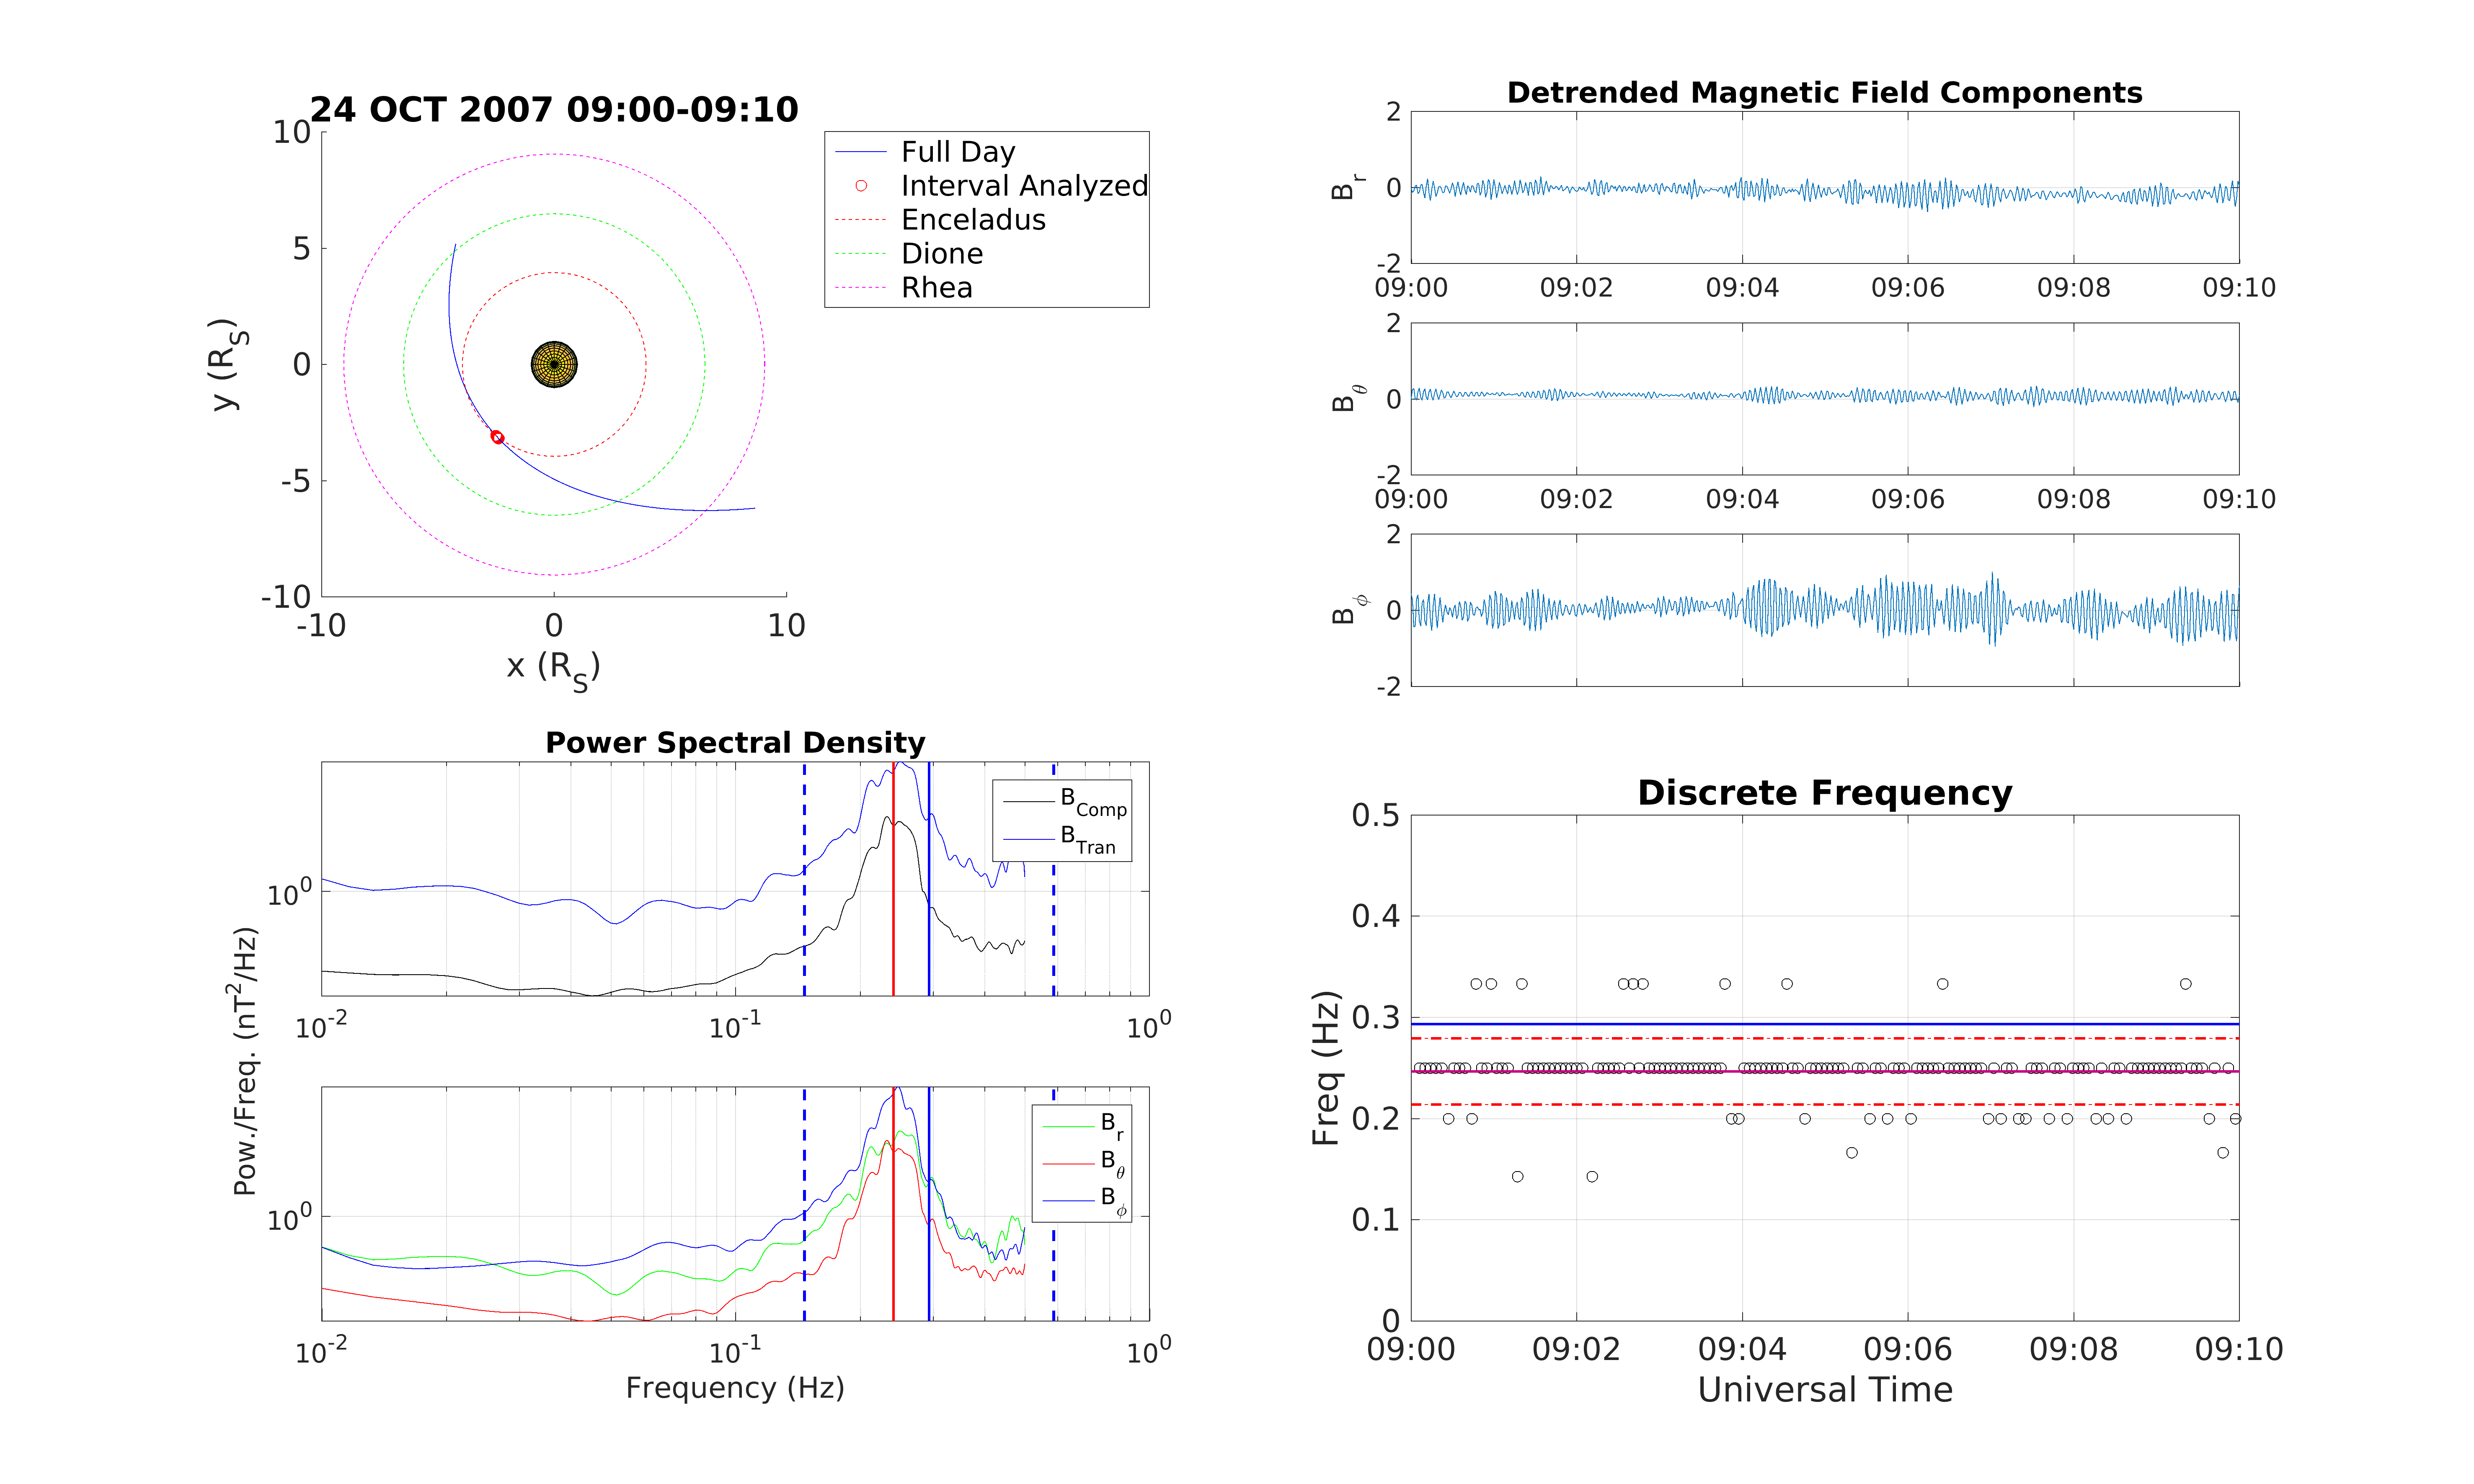 24 OCT 2007 09:00-09:10
10
5
0
-5
-10
-10 0 10
y (R_S)
x (R_S)
Full Day
Interval Analyzed
Enceladus
Dione
Rhea
Detrended Magnetic Field Components
2
0
-2
B_r
09:00 09:02 09:04 09:06 09:08 09:10
2
0
-2
B_θ
09:00 09:02 09:04 09:06 09:08 09:10
2
0
-2
B_ϕ
Power Spectral Density
B_Comp
B_Tran
10^0
10^-2 10^-1 10^0
Pow./Freq. (nT^2/Hz)
B_r
B_θ
B_ϕ
10^0
10^-2 10^-1 10^0
Frequency (Hz)
Discrete Frequency
0.5
0.4
0.3
0.2
0.1
0
Freq (Hz)
09:00 09:02 09:04 09:06 09:08 09:10
Universal Time